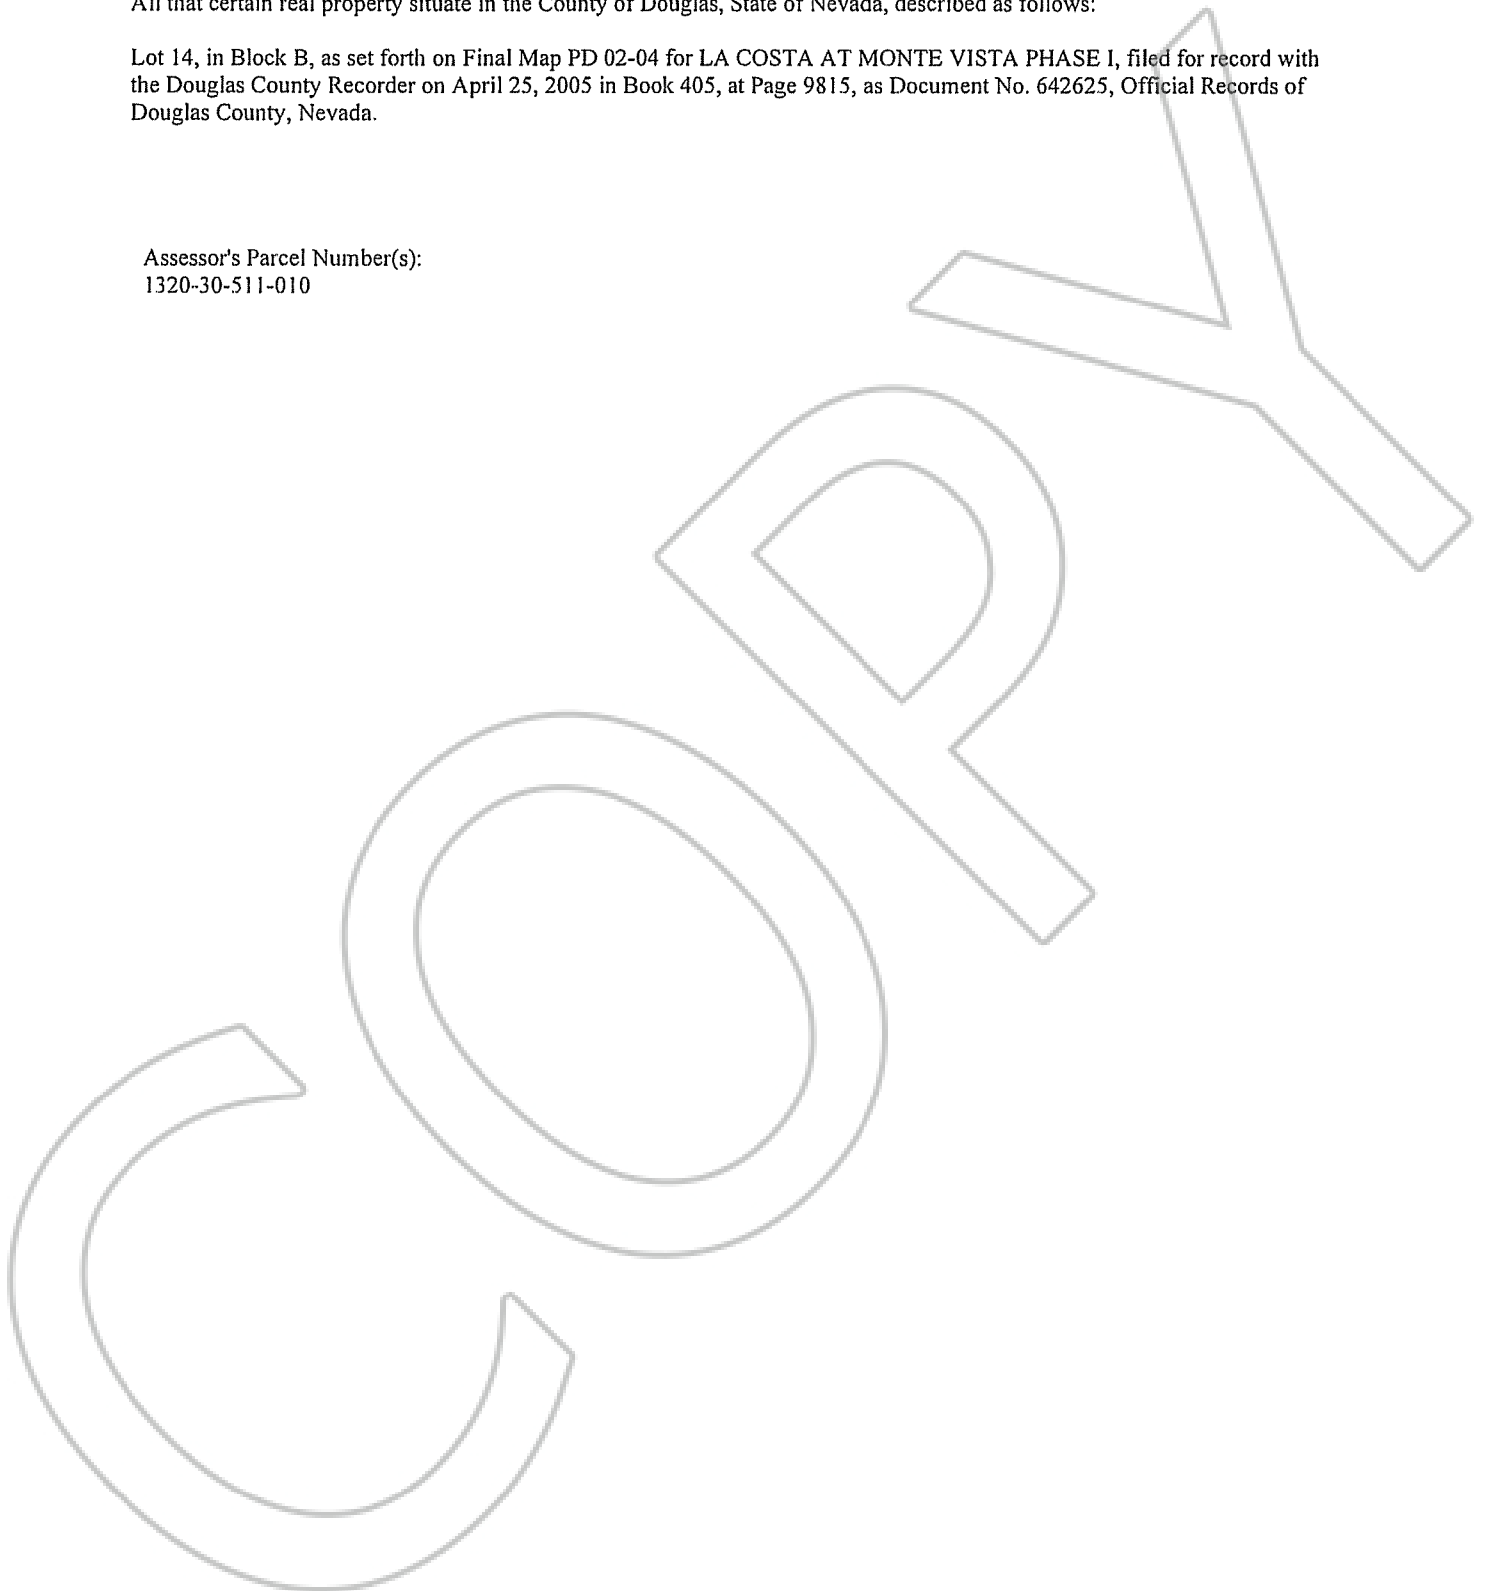 All that certain real property situate in the County of Douglas, State of Nevada, described as follows:
Lot 14, in Block B, as set forth on Final Map PD 02-04 for LA COSTA AT MONTE VISTA PHASE I, filed for record with
the Douglas County Recorder on April 25, 2005 in Book 405, at Page 9815, as Document No. 642625, Official Records of
Douglas County, Nevada.
Assessor's Parcel Number(s):
1320-30-511-010
COPY